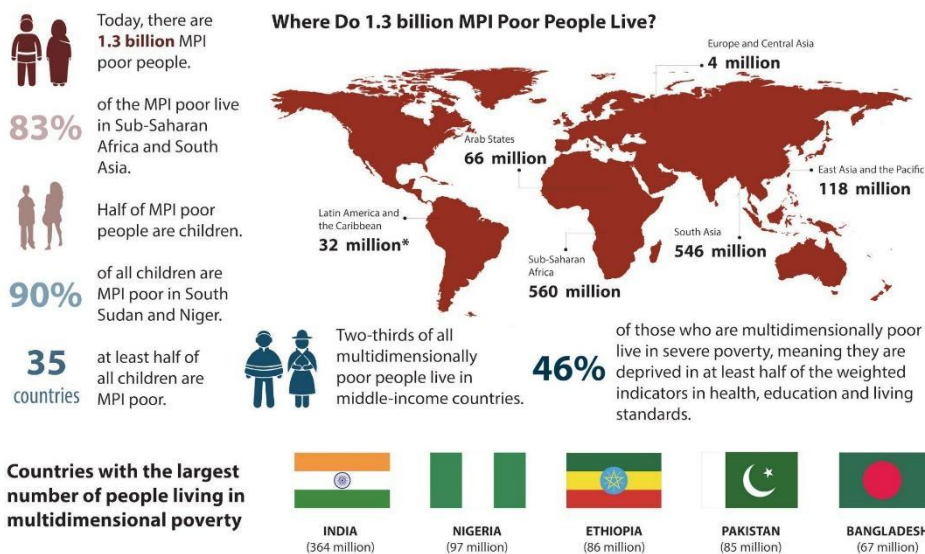 Today, there are
1.3 billion MPI
poor people.
83%
of the MPI poor live
in Sub-Saharan
Africa and South
Asia.
Half of MPI poor
people are children.
90%
of all children are
MPI poor in South
Sudan and Niger.
35
countries
at least half of
all children are
MPI poor.
Where Do 1.3 billion MPI Poor People Live?
Europe and Central Asia
4 million
Arab States
66 million
East Asia and the Pacific
118 million
Latin America and
the Caribbean
32 million*
South Asia
546 million
Sub-Saharan
Africa
560 million
Two-thirds of all
multidimensionally
poor people live in
middle-income countries.
46%
of those who are multidimensionally poor
live in severe poverty, meaning they are
deprived in at least half of the weighted
indicators in health, education and living
standards.
Countries with the largest
number of people living in
multidimensional poverty
INDIA
(364 million)
NIGERIA
(97 million)
ETHIOPIA
(86 million)
PAKISTAN
(85 million)
BANGLADESH
(67 million)